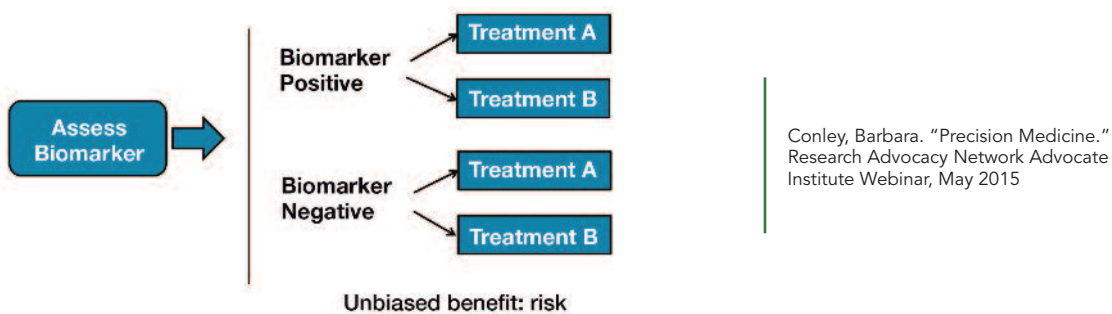 Assess
Biomarker
Biomarker
Positive
Treatment A
Treatment B
Biomarker
Negative
Treatment A
Treatment B
Unbiased benefit: risk
Conley, Barbara. “Precision Medicine.”
Research Advocacy Network Advocate
Institute Webinar, May 2015